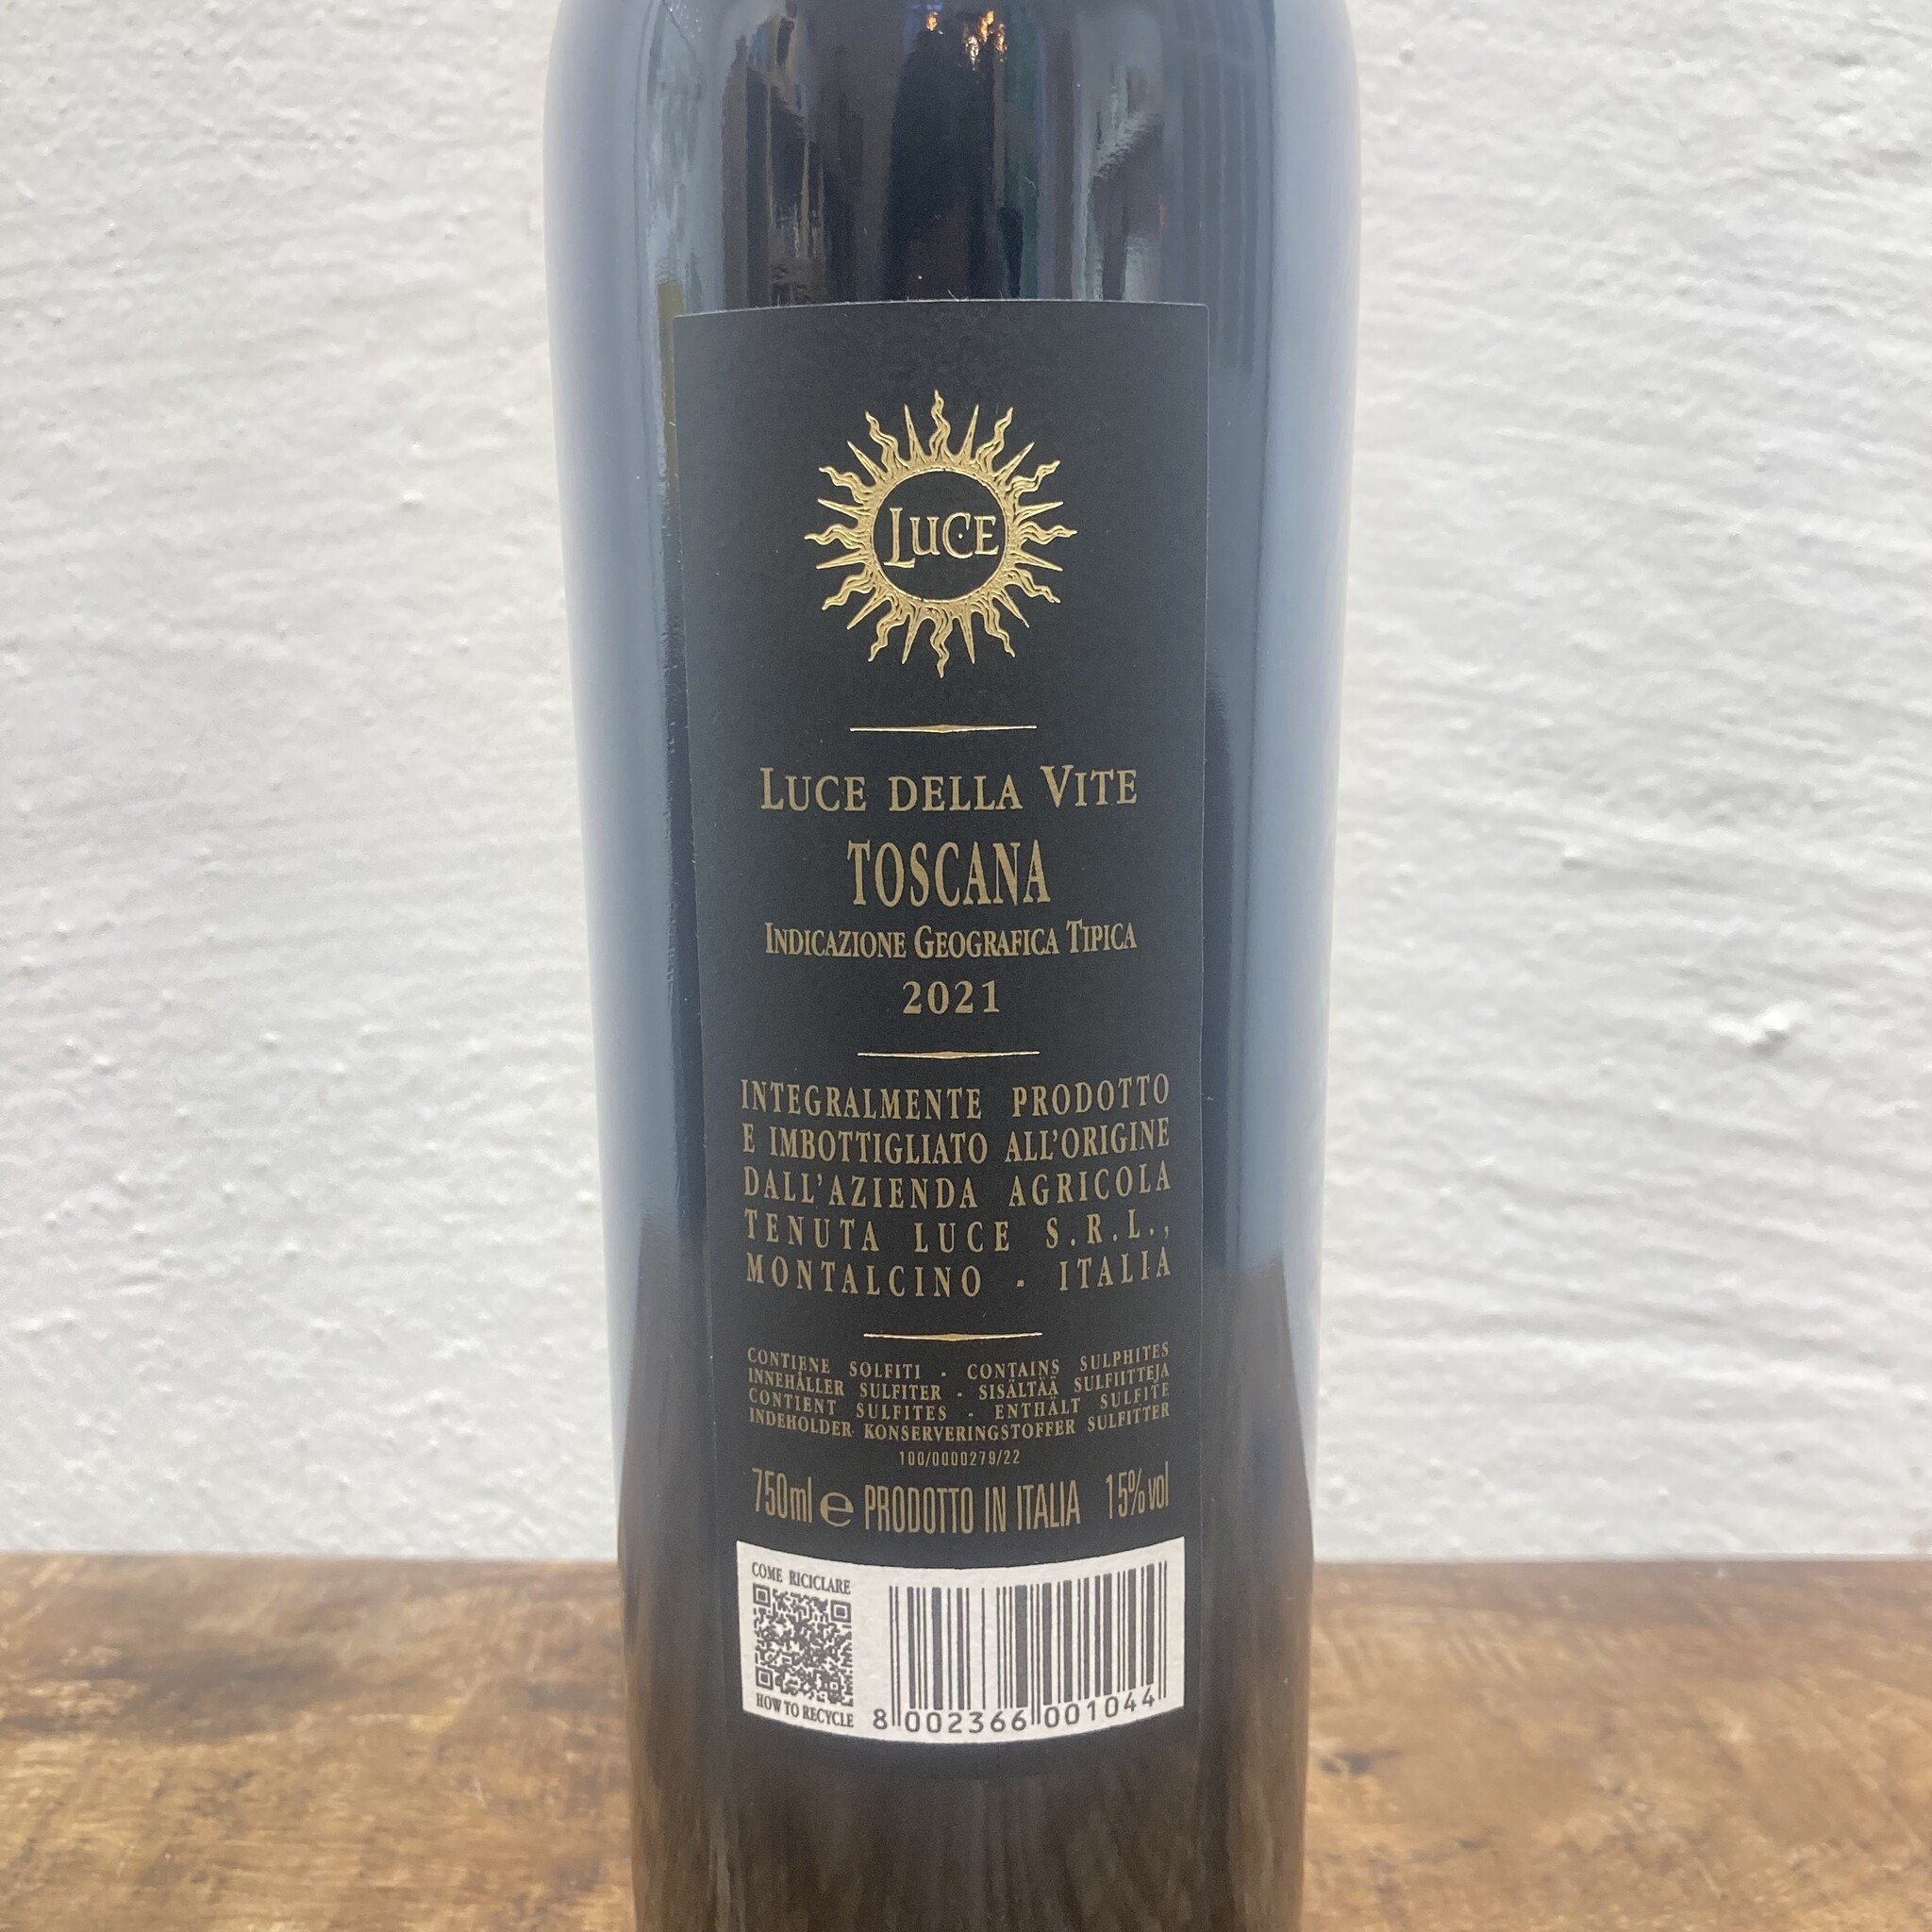 LUCE
LUCE DELLA VITE
TOSCANA
INDICAZIONE GEOGRAFICA TIPICA
2021
INTEGRALMENTE PRODOTTO
E IMBOTTIGLIATO ALL'ORIGINE
DALL'AZIENDA AGRICOLA
TENUTA LUCE S.R.L.,
MONTALCINO - ITALIA
CONTIENE SOLFITI - CONTAINS SULPHITES
INNEHÅLLER SULFITER - SISÄLTÄÄ SULFIITTEJA
CONTIENT SULFITES - ENTHÄLT SULFITE
INDEHOLDER KONSERVERINGSTOFFER SULFITTER
100/0000279/22
750ml e PRODOTTO IN ITALIA 15% vol
COME RICICLARE
HOW TO RECYCLE
8 002366 001044